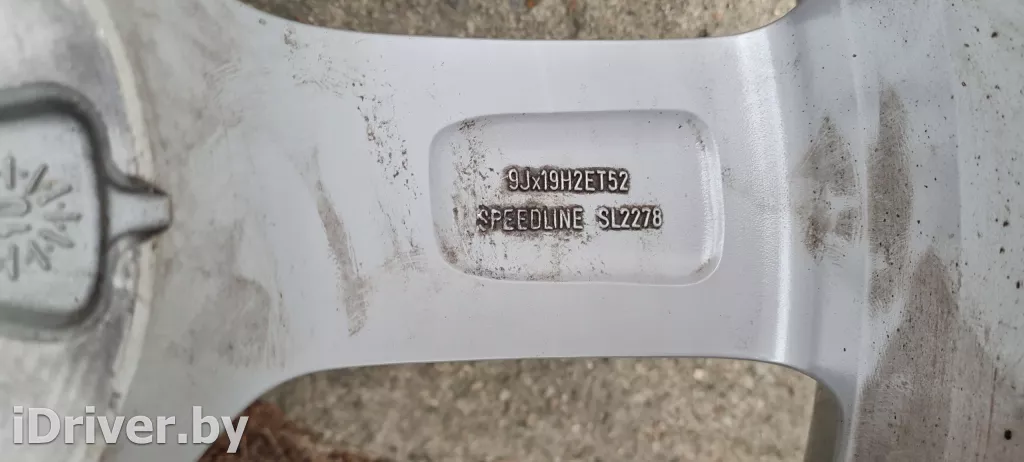 9Jx19H2ET52
SPEEDLINE SL2278
iDriver.by